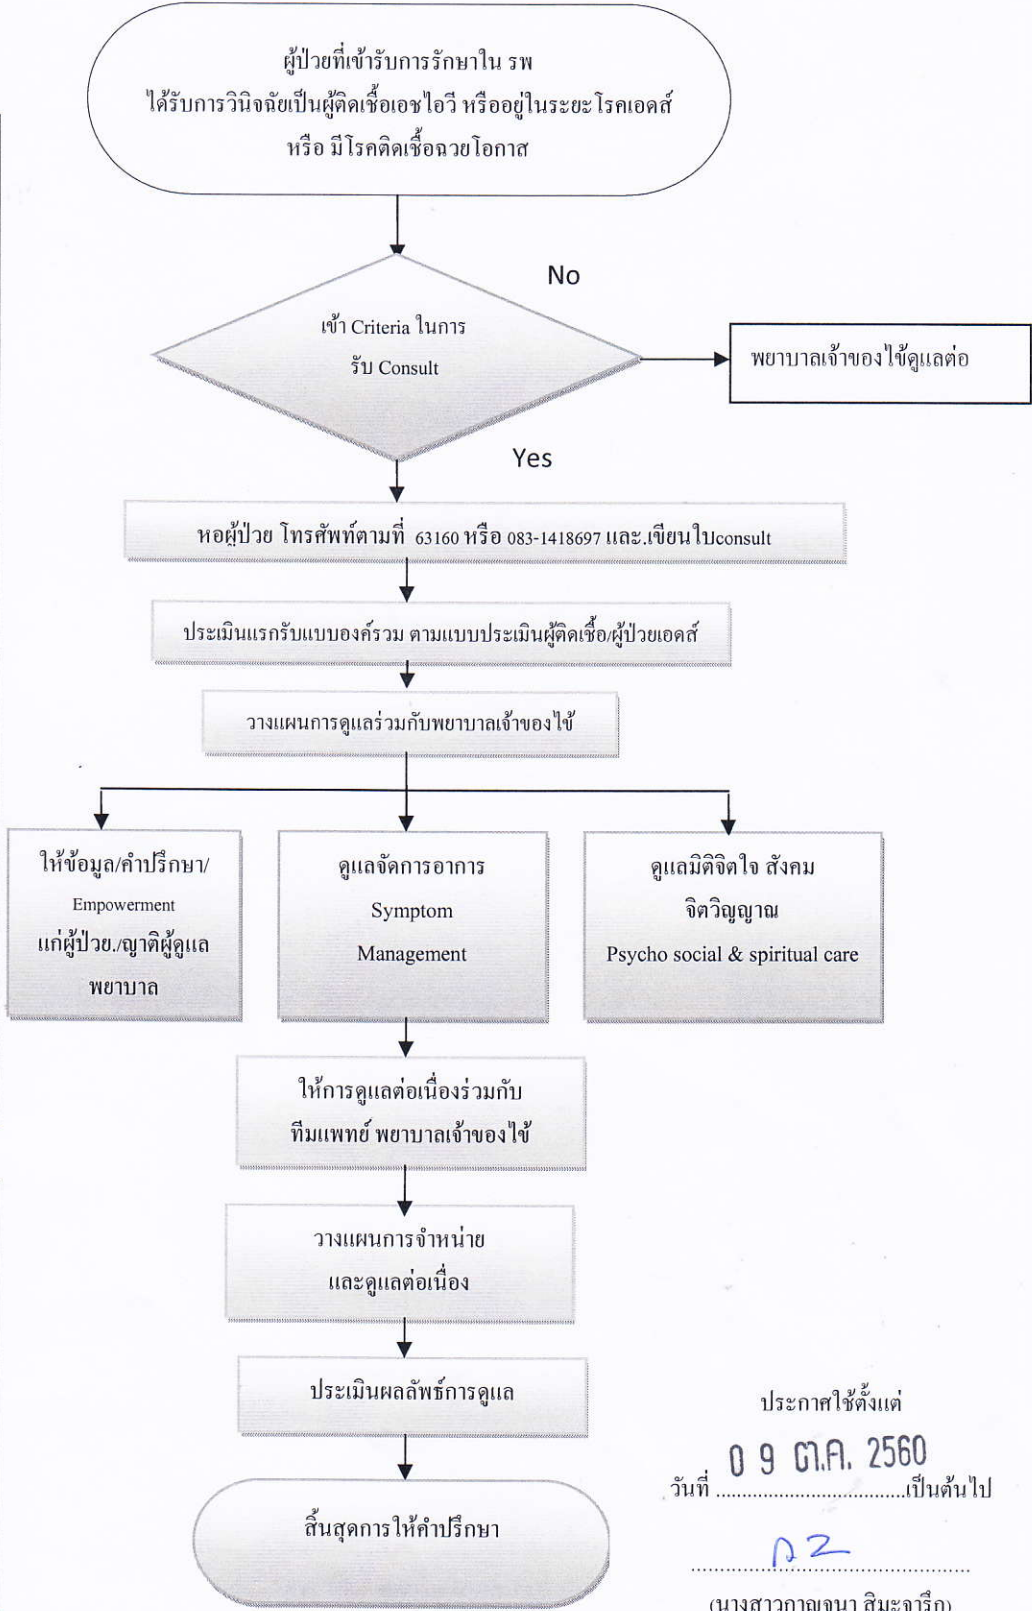 ผู้ป่วยที่เข้ารับการรักษาใน รพ
ได้รับการวินิจฉัยเป็นผู้ติดเชื้อเอชไอวี หรืออยู่ในระยะโรคเอดส์
หรือ มีโรคติดเชื้อฉวยโอกาส
No
เข้า Criteria ในการ
รับ Consult
พยาบาลเจ้าของไข้ดูแลต่อ
Yes
หอผู้ป่วย โทรศัพท์ตามที่ 63160 หรือ 083-1418697 และ.เขียนใบconsult
ประเมินแรกรับแบบองค์รวม ตามแบบประเมินผู้ติดเชื้อ/ผู้ป่วยเอดส์
วางแผนการดูแลร่วมกับพยาบาลเจ้าของไข้
ให้ข้อมูล/คำปรึกษา/
Empowerment
แก่ผู้ป่วย./ญาติผู้ดูแล
พยาบาล
ดูแลจัดการอาการ
Symptom
Management
ดูแลมิติจิตใจ สังคม
จิตวิญญาณ
Psycho social & spiritual care
ให้การดูแลต่อเนื่องร่วมกับ
ทีมแพทย์ พยาบาลเจ้าของไข้
วางแผนการจำหน่าย
และดูแลต่อเนื่อง
ประเมินผลลัพธ์การดูแล
สิ้นสุดการให้คำปรึกษา
ประกาศใช้ตั้งแต่
0 9 ต.ค. 2560
วันที่ ....................................เป็นต้นไป
(นางสาวกาญจนา สิมะจารึก)